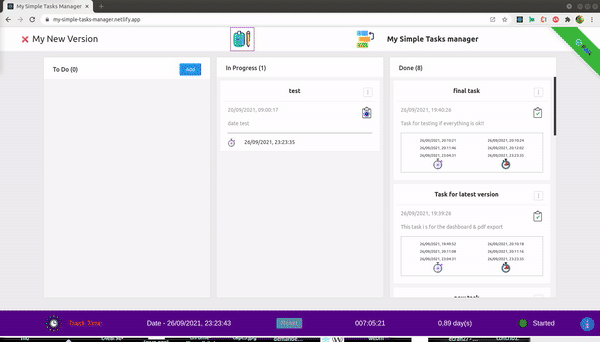 My Simple Tasks Manager
my-simple-tasks-manager.netlify.app
My New Version
My Simple Tasks manager
To Do (0)
Add
In Progress (1)
test
20/09/2021, 09:00:17
date test
26/09/2021, 23:23:35
Done (8)
final task
26/09/2021, 19:40:26
Task for testing if everything is ok!!
26/09/2021, 20:10:21 26/09/2021, 20:10:24
26/09/2021, 20:11:46 26/09/2021, 20:12:05
26/09/2021, 23:04:31 26/09/2021, 23:23:35
Task for latest version
26/09/2021, 19:39:26
This task i s for the dashboard & pdf export
26/09/2021, 19:40:52 26/09/2021, 20:10:18
26/09/2021, 20:11:08 26/09/2021, 20:11:16
26/09/2021, 23:04:31 26/09/2021, 23:23:35
new task
Track Time
Date - 26/09/2021, 23:23:43
Reset
007:05:21
0,89 day(s)
Started